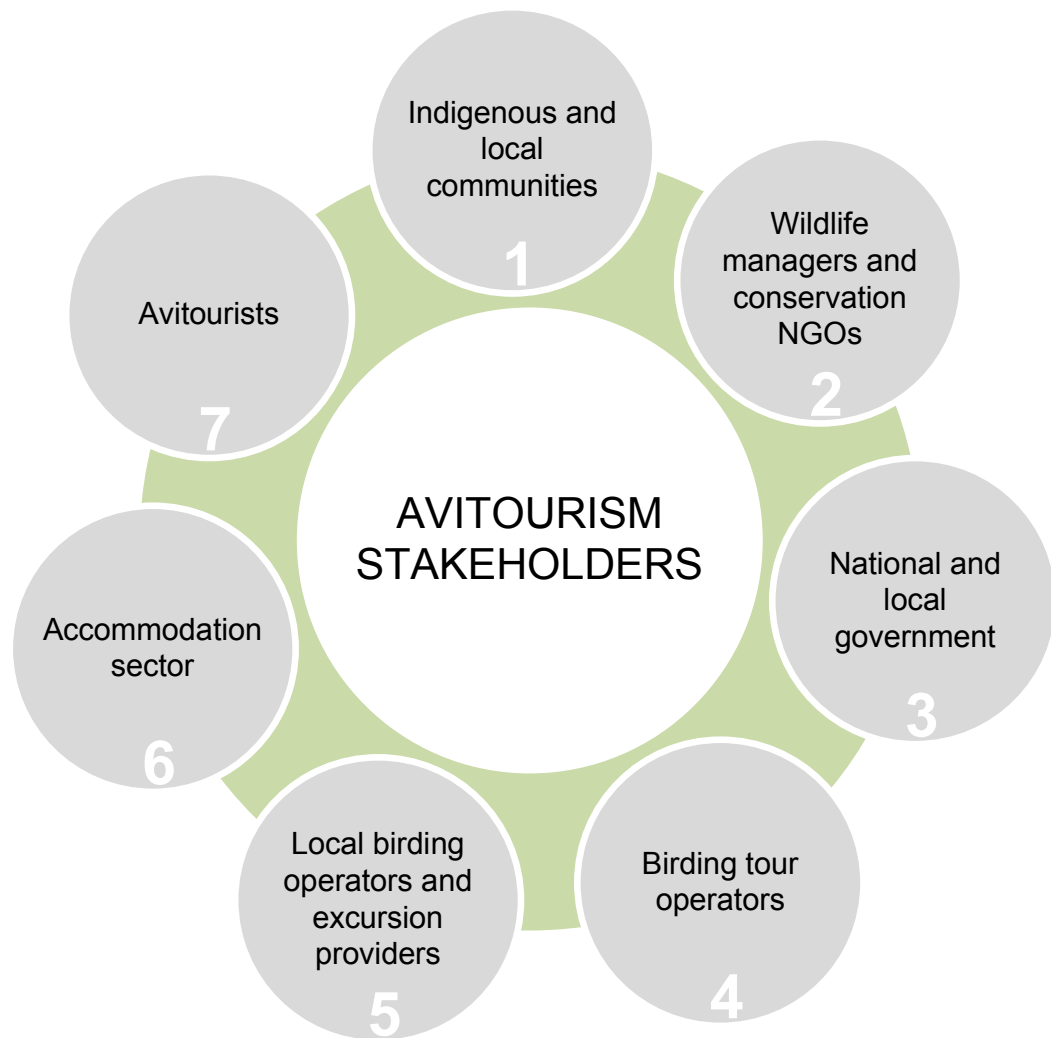 Indigenous and
local
communities
1
Wildlife
managers and
conservation
NGOs
2
National and
local
government
3
Birding tour
operators
4
Local birding
operators and
excursion
providers
5
Accommodation
sector
6
Avitourists
7
AVITOURISM
STAKEHOLDERS